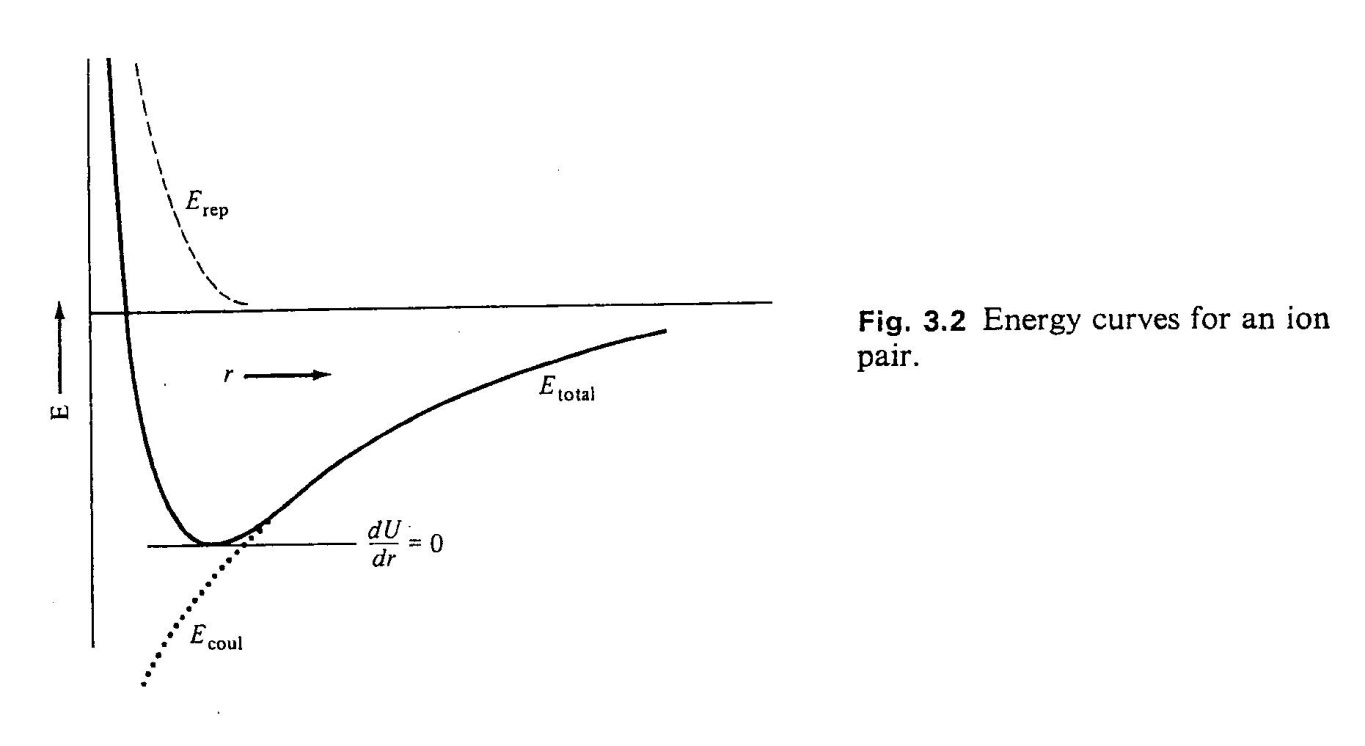 E_rep
E
r
E_total
dU/dr = 0
E_coul
Fig. 3.2 Energy curves for an ion
pair.